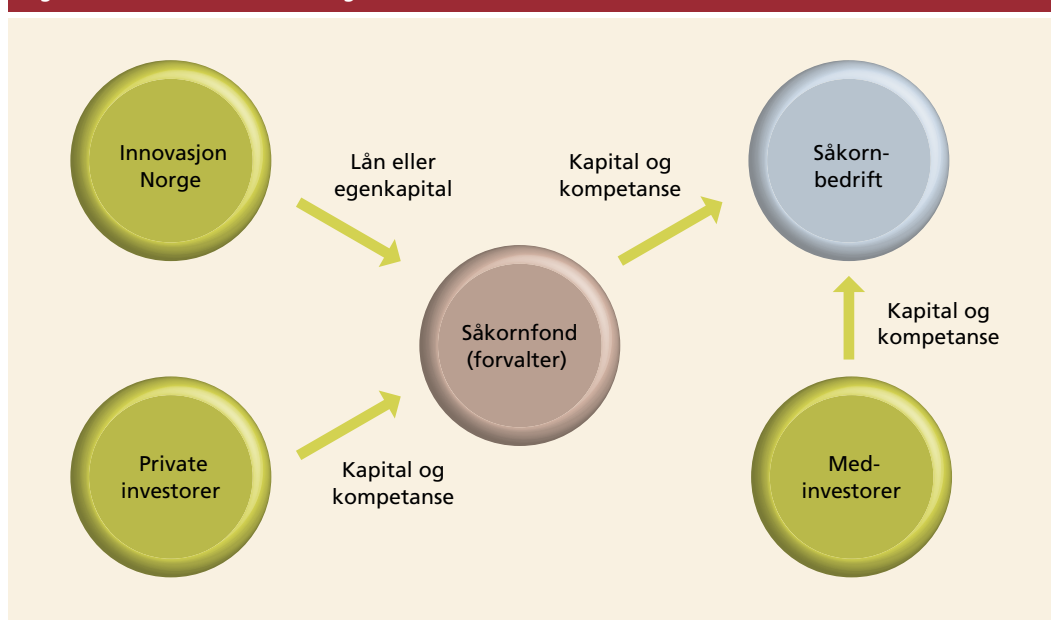 Innovasjon
Norge
Lån eller
egenkapital
Kapital og
kompetanse
Såkorn-
bedrift
Såkornfond
(forvalter)
Kapital og
kompetanse
Private
investorer
Kapital og
kompetanse
Med-
investorer